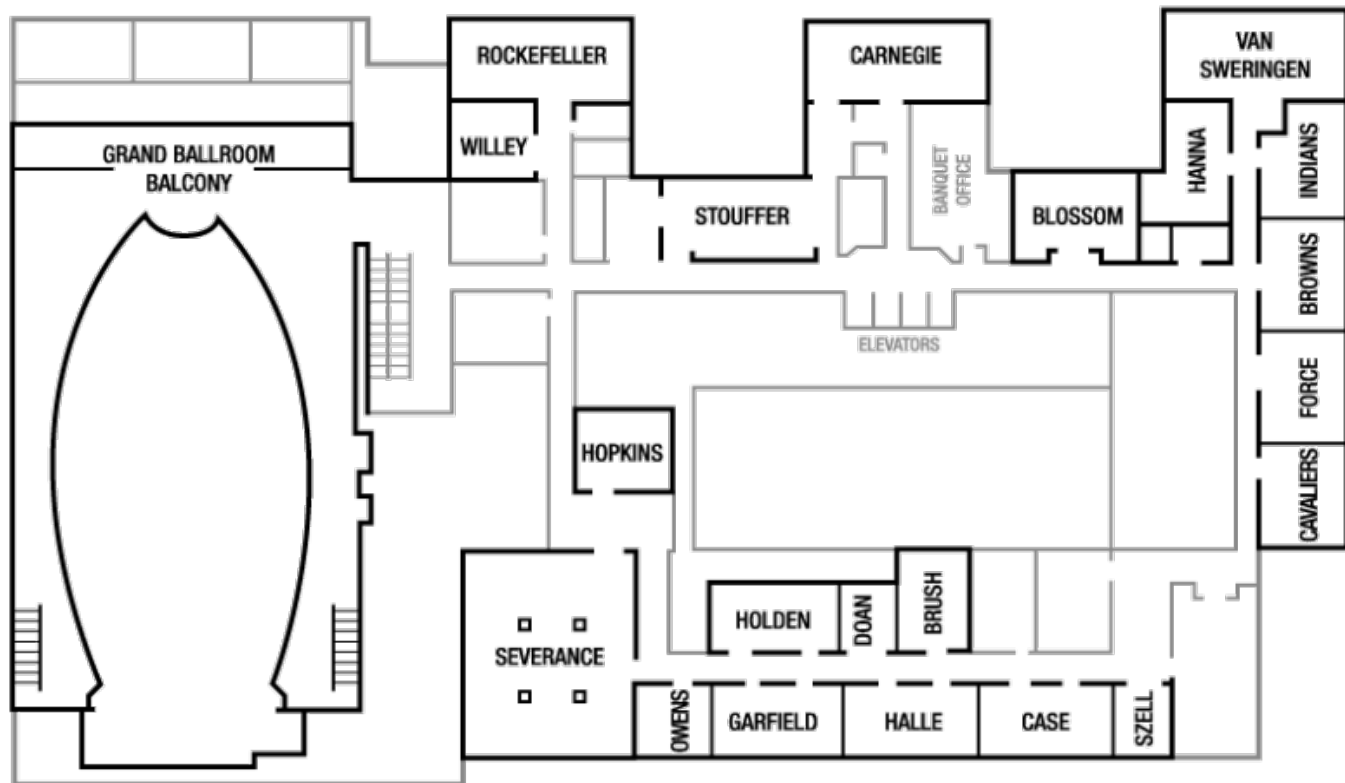 ROCKEFELLER
CARNEGIE
VAN
SWERINGEN
WILLEY
GRAND BALLROOM
BALCONY
STOUFFER
BANQUET
OFFICE
BLOSSOM
HANNA
INDIANS
BROWNS
ELEVATORS
FORCE
HOPKINS
CAVALIERS
HOLDEN
DOAN
BRUSH
SEVERANCE
OWENS
GARFIELD
HALLE
CASE
SZELL